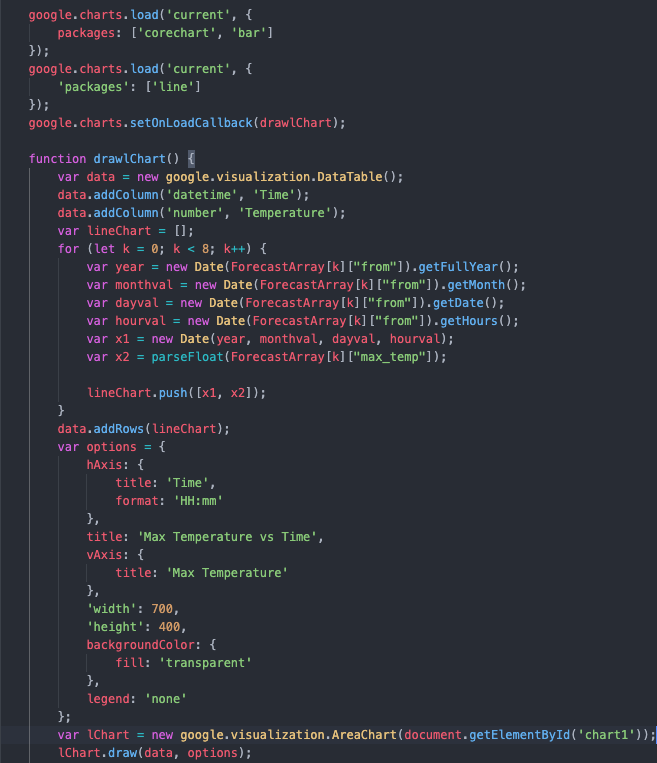 google.charts.load('current', {
    packages: ['corechart', 'bar']
});
google.charts.load('current', {
    'packages': ['line']
});
google.charts.setOnLoadCallback(drawlChart);

function drawlChart() {
    var data = new google.visualization.DataTable();
    data.addColumn('datetime', 'Time');
    data.addColumn('number', 'Temperature');
    var lineChart = [];
    for (let k = 0; k < 8; k++) {
        var year = new Date(ForecastArray[k]["from"]).getFullYear();
        var monthval = new Date(ForecastArray[k]["from"]).getMonth();
        var dayval = new Date(ForecastArray[k]["from"]).getDate();
        var hourval = new Date(ForecastArray[k]["from"]).getHours();
        var x1 = new Date(year, monthval, dayval, hourval);
        var x2 = parseFloat(ForecastArray[k]["max_temp"]);

        lineChart.push([x1, x2]);
    }
    data.addRows(lineChart);
    var options = {
        hAxis: {
            title: 'Time',
            format: 'HH:mm'
        },
        title: 'Max Temperature vs Time',
        vAxis: {
            title: 'Max Temperature'
        },
        'width': 700,
        'height': 400,
        backgroundColor: {
            fill: 'transparent'
        },
        legend: 'none'
    };
    var lChart = new google.visualization.AreaChart(document.getElementById('chart1'));
    lChart.draw(data, options);